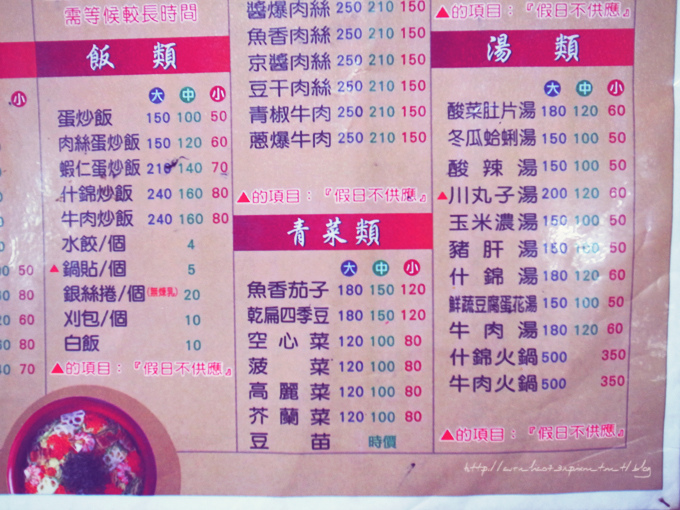 需等候較長時間
飯 類
小
大 中 小
蛋炒飯 150 100 50
肉絲蛋炒飯 150 120 60
蝦仁蛋炒飯 210 140 70
什錦炒飯 240 160 80
牛肉炒飯 240 160 80
水餃/個 4
▲鍋貼/個 5
銀絲捲/個(無煉乳) 20
刈包/個 10
白飯 10
▲的項目：『假日不供應』
50
80
60
80
70
醬爆肉絲 250 210 150
魚香肉絲 250 210 150
京醬肉絲 250 210 150
豆干肉絲 250 210 150
青椒牛肉 250 210 150
蔥爆牛肉 250 210 150
▲的項目：『假日不供應』
青菜類
大 中 小
魚香茄子 180 150 120
乾扁四季豆 180 150 120
空心菜 120 100 80
菠菜 120 100 80
高麗菜 120 100 80
芥蘭菜 120 100 80
豆苗 時價
▲的項目：『假日不供應』
湯 類
大 中 小
酸菜肚片湯 180 120 60
冬瓜蛤蜊湯 150 100 50
酸辣湯 150 100 50
▲川丸子湯 200 120 60
玉米濃湯 150 100 50
豬肝湯 150 100 50
什錦湯 180 120 60
鮮蔬豆腐蛋花湯 150 100 50
牛肉湯 180 120 60
什錦火鍋 500 350
牛肉火鍋 500 350
▲的項目：『假日不供應』